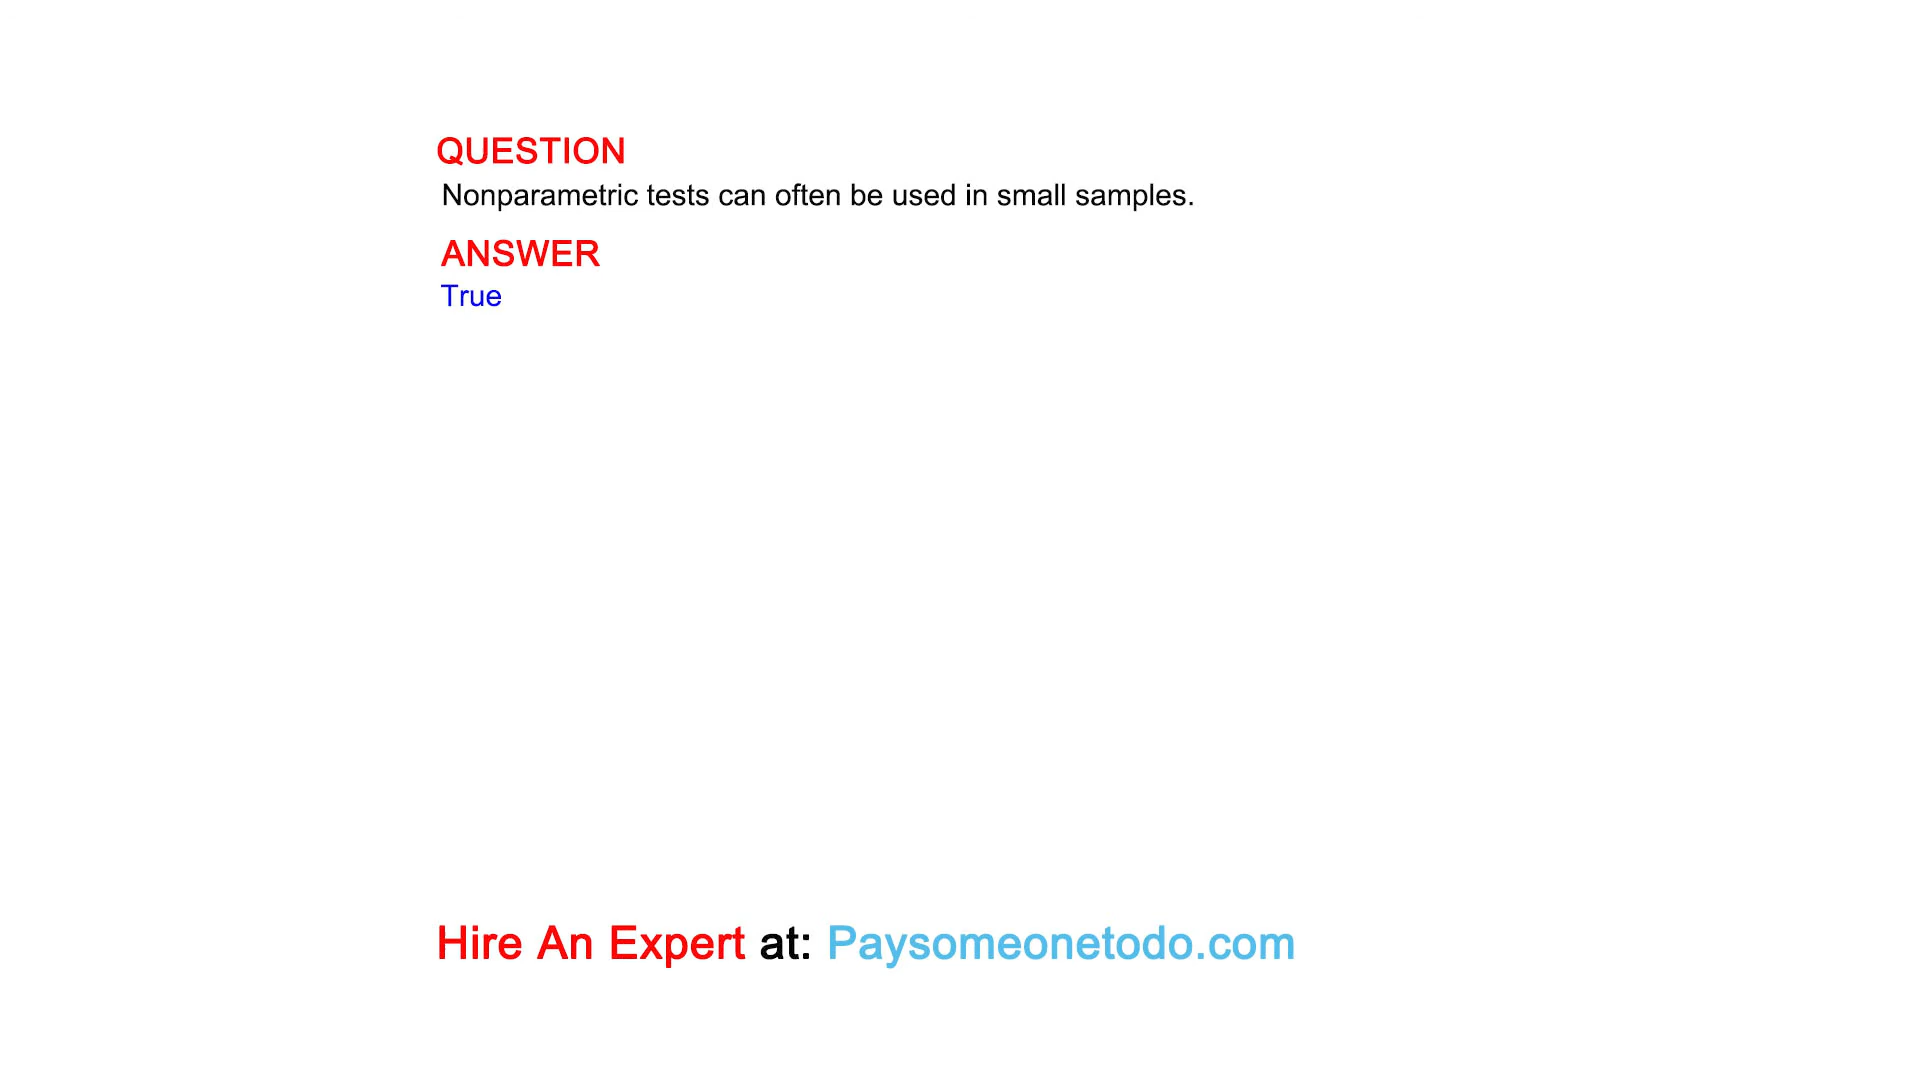 QUESTION
Nonparametric tests can often be used in small samples.
ANSWER
True
Hire An Expert at: Paysomeonetodo.com